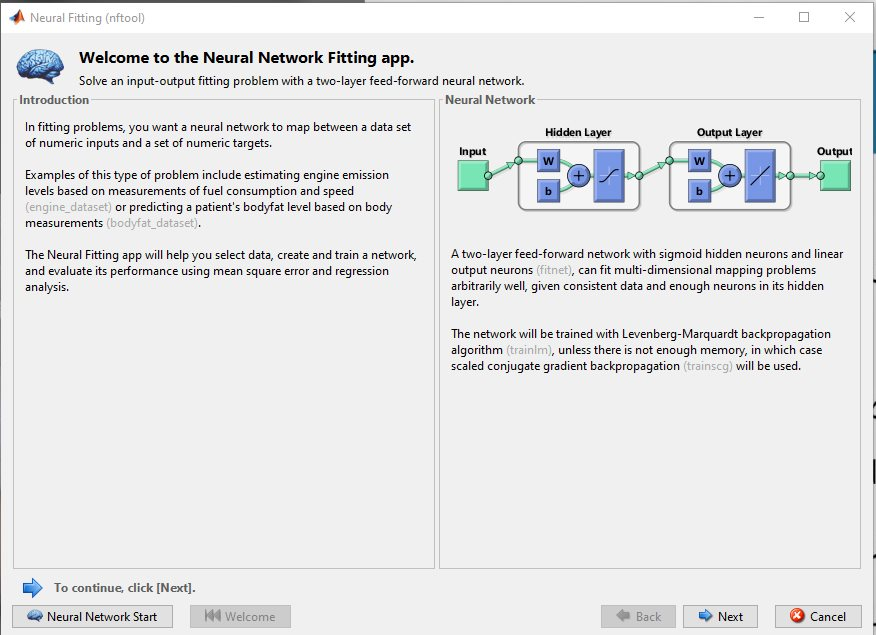 Neural Fitting (nftool)
Welcome to the Neural Network Fitting app.
Solve an input-output fitting problem with a two-layer feed-forward neural network.
Introduction
In fitting problems, you want a neural network to map between a data set
of numeric inputs and a set of numeric targets.
Examples of this type of problem include estimating engine emission
levels based on measurements of fuel consumption and speed
(engine_dataset) or predicting a patient's bodyfat level based on body
measurements (bodyfat_dataset).
The Neural Fitting app will help you select data, create and train a network,
and evaluate its performance using mean square error and regression
analysis.
Neural Network
Hidden Layer
Output Layer
Input
Output
W
b
+
W
b
+
A two-layer feed-forward network with sigmoid hidden neurons and linear
output neurons (fitnet), can fit multi-dimensional mapping problems
arbitrarily well, given consistent data and enough neurons in its hidden
layer.
The network will be trained with Levenberg-Marquardt backpropagation
algorithm (trainlm), unless there is not enough memory, in which case
scaled conjugate gradient backpropagation (trainscg) will be used.
To continue, click [Next].
Neural Network Start
Welcome
Back
Next
Cancel